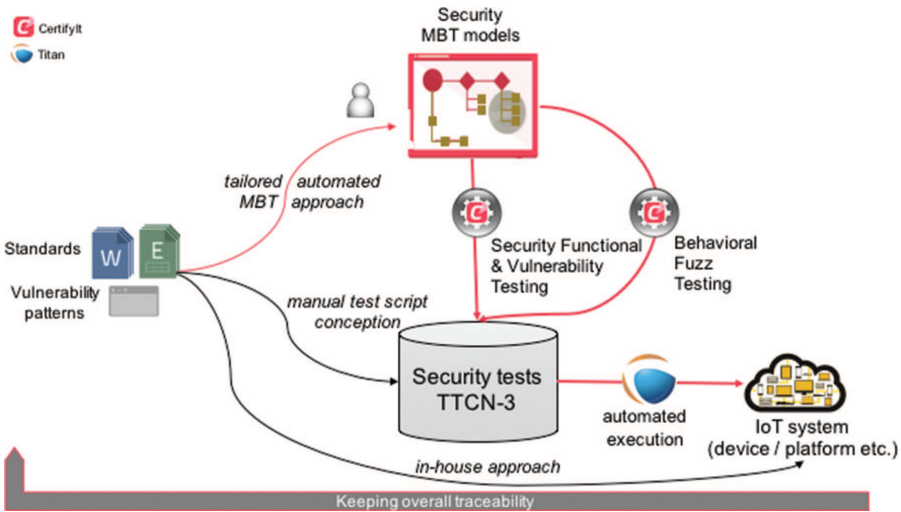 CertifyIt
Titan
Security
MBT models
tailored automated
MBT approach
Standards
W E
Vulnerability
patterns
manual test script
conception
Security Functional
& Vulnerability
Testing
Behavioral
Fuzz
Testing
Security tests
TTCN-3
automated
execution
IoT system
(device / platform etc.)
in-house approach
Keeping overall traceability